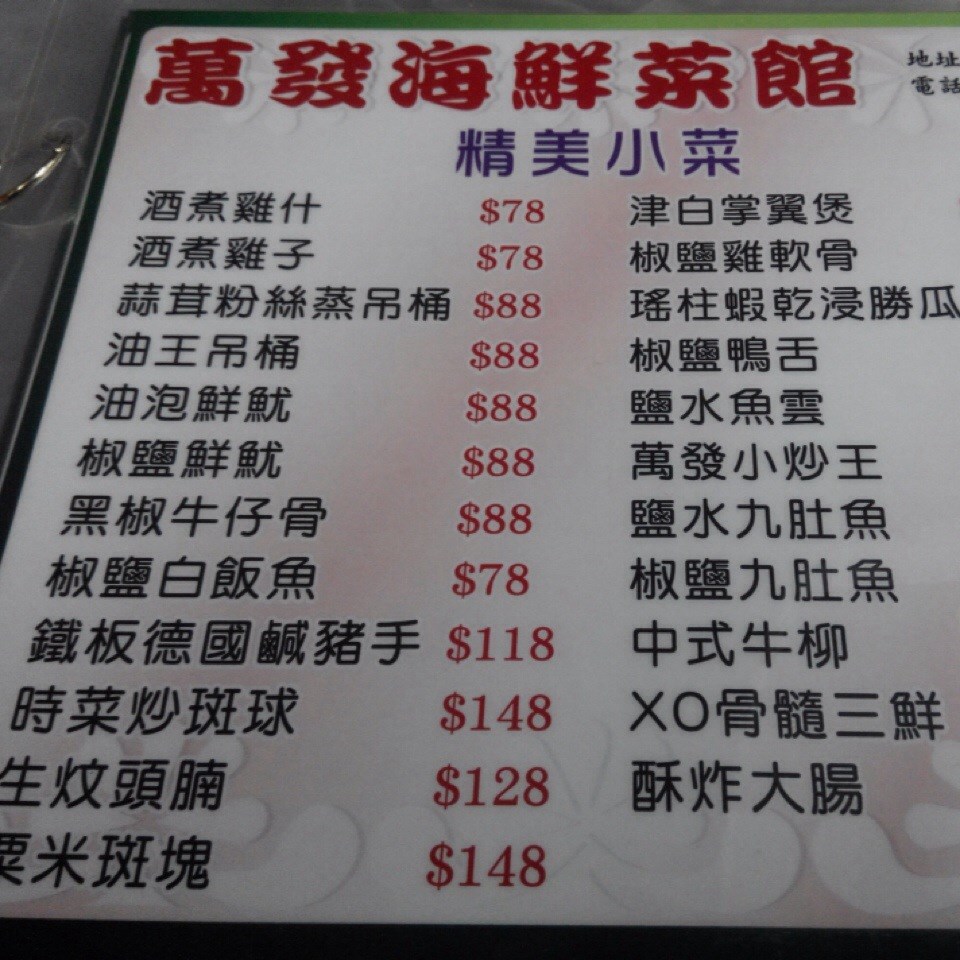 萬發海鮮菜館
地址
電話
精美小菜
酒煮雞什 $78
酒煮雞子 $78
蒜茸粉絲蒸吊桶 $88
油王吊桶 $88
油泡鮮魷 $88
椒鹽鮮魷 $88
黑椒牛仔骨 $88
椒鹽白飯魚 $78
鐵板德國鹹豬手 $118
時菜炒斑球 $148
生炆頭腩 $128
粟米斑塊 $148
津白掌翼煲
椒鹽雞軟骨
瑤柱蝦乾浸勝瓜
椒鹽鴨舌
鹽水魚雲
萬發小炒王
鹽水九肚魚
椒鹽九肚魚
中式牛柳
XO骨髓三鮮
酥炸大腸